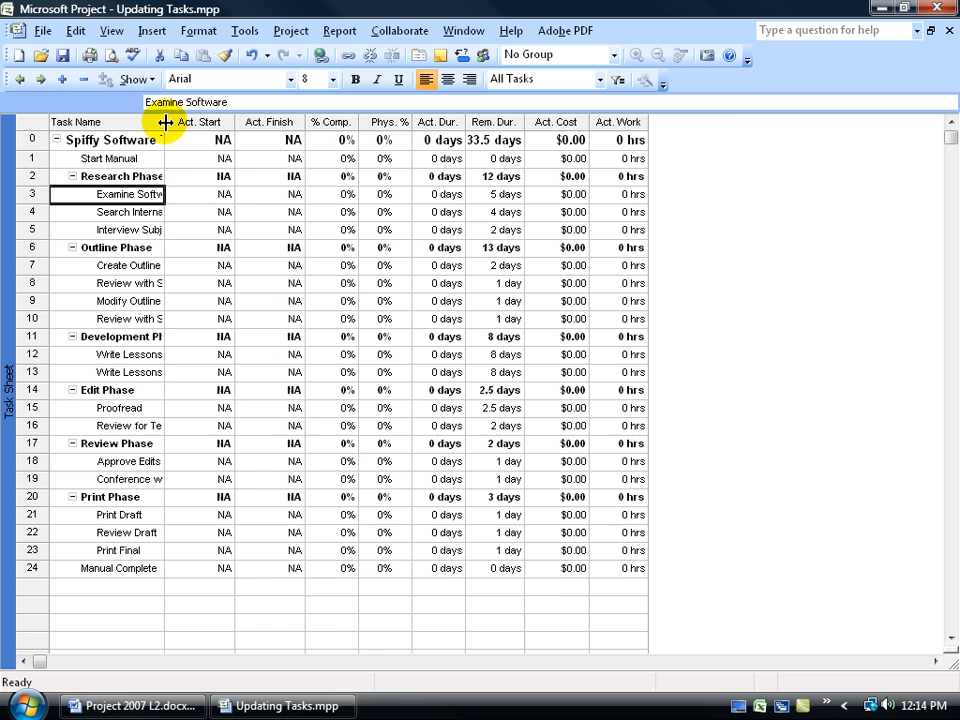 Microsoft Project - Updating Tasks.mpp
File Edit View Insert Format Tools Project Report Collaborate Window Help Adobe PDF Type a question for help
No Group
Show Arial 8 B I U All Tasks
Examine Software
Task Name Act. Start Act. Finish % Comp. Phys. % Act. Dur. Rem. Dur. Act. Cost Act. Work
0 Spiffy Software NA NA 0% 0% 0 days 33.5 days $0.00 0 hrs
1 Start Manual NA NA 0% 0% 0 days 0 days $0.00 0 hrs
2 Research Phase NA NA 0% 0% 0 days 12 days $0.00 0 hrs
3 Examine Softw NA NA 0% 0% 0 days 5 days $0.00 0 hrs
4 Search Interna NA NA 0% 0% 0 days 4 days $0.00 0 hrs
5 Interview Subj NA NA 0% 0% 0 days 2 days $0.00 0 hrs
6 Outline Phase NA NA 0% 0% 0 days 13 days $0.00 0 hrs
7 Create Outline NA NA 0% 0% 0 days 2 days $0.00 0 hrs
8 Review with S NA NA 0% 0% 0 days 1 day $0.00 0 hrs
9 Modify Outline NA NA 0% 0% 0 days 1 day $0.00 0 hrs
10 Review with S NA NA 0% 0% 0 days 1 day $0.00 0 hrs
11 Development Ph NA NA 0% 0% 0 days 8 days $0.00 0 hrs
12 Write Lessons NA NA 0% 0% 0 days 8 days $0.00 0 hrs
13 Write Lessons NA NA 0% 0% 0 days 8 days $0.00 0 hrs
14 Edit Phase NA NA 0% 0% 0 days 2.5 days $0.00 0 hrs
15 Proofread NA NA 0% 0% 0 days 2.5 days $0.00 0 hrs
16 Review for Te NA NA 0% 0% 0 days 2 days $0.00 0 hrs
17 Review Phase NA NA 0% 0% 0 days 2 days $0.00 0 hrs
18 Approve Edits NA NA 0% 0% 0 days 1 day $0.00 0 hrs
19 Conference w NA NA 0% 0% 0 days 1 day $0.00 0 hrs
20 Print Phase NA NA 0% 0% 0 days 3 days $0.00 0 hrs
21 Print Draft NA NA 0% 0% 0 days 1 day $0.00 0 hrs
22 Review Draft NA NA 0% 0% 0 days 1 day $0.00 0 hrs
23 Print Final NA NA 0% 0% 0 days 1 day $0.00 0 hrs
24 Manual Complete NA NA 0% 0% 0 days 0 days $0.00 0 hrs
Task Sheet
Ready
Project 2007 L2.docx... Updating Tasks.mpp 12:14 PM